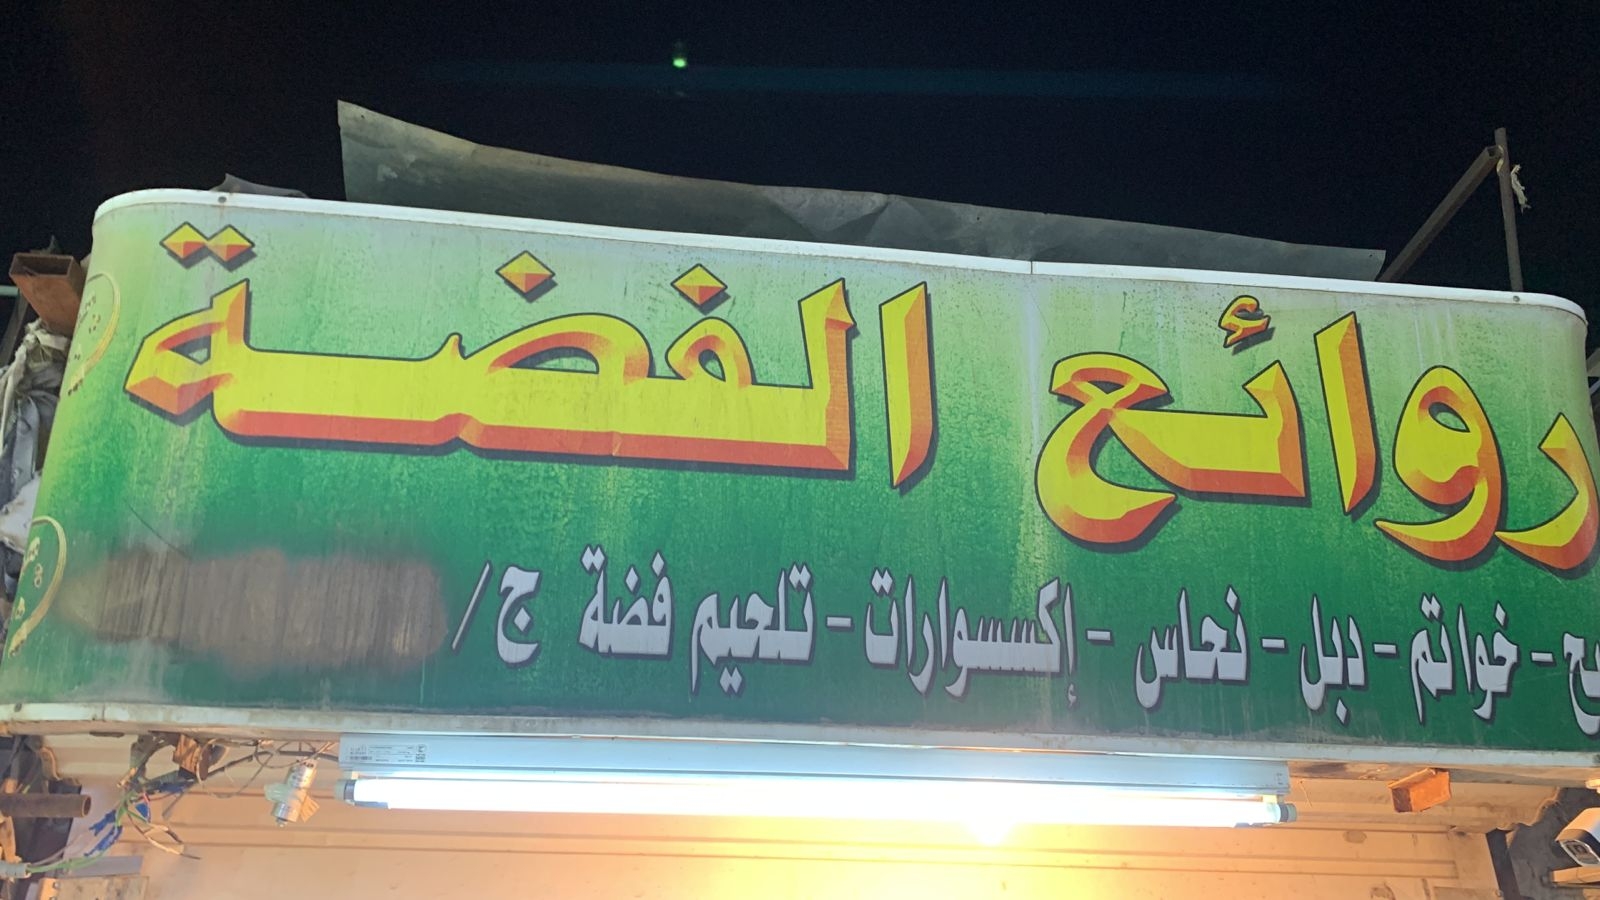 روائع الفضة
خواتم - دبل - نحاس - إكسسوارات - تلحيم فضة ج /